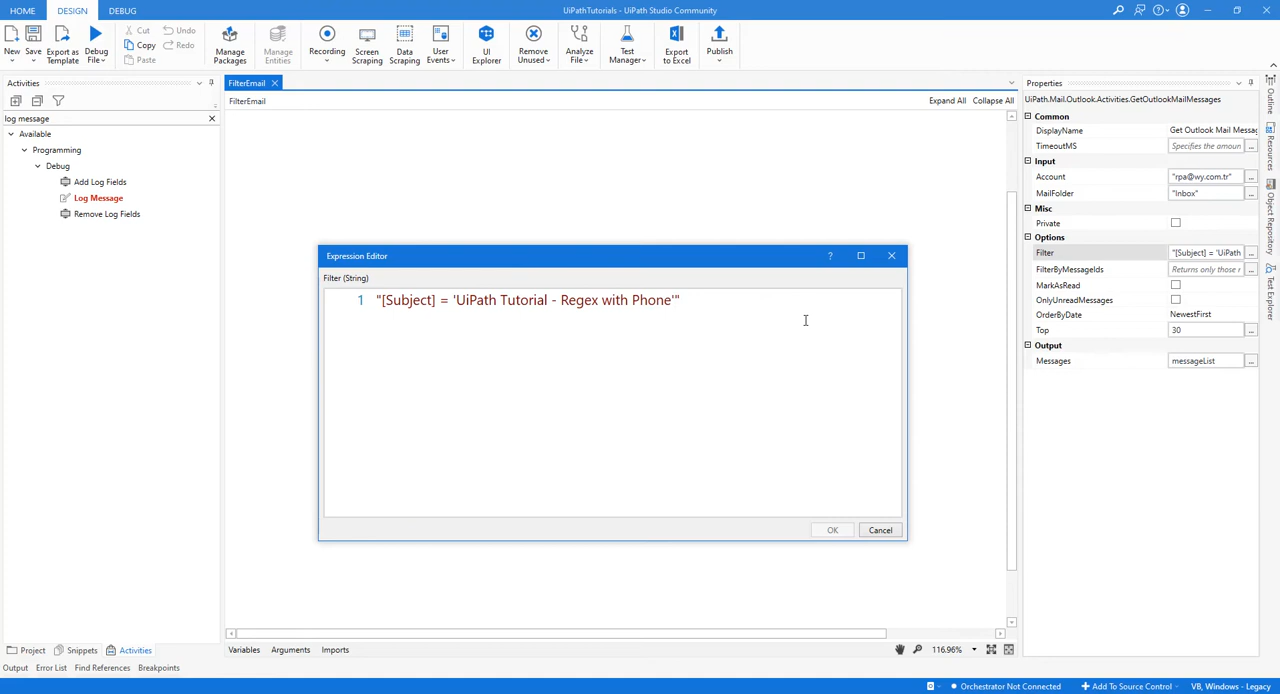 HOME DESIGN DEBUG UiPathTutorials - UiPath Studio Community
New Save Export as Template Debug File Cut Copy Paste Undo Redo Manage Packages Manage Entities Recording Screen Scraping Data Scraping User Events UI Explorer Remove Unused Analyze File Test Manager Export to Excel Publish
Activities
log message
Available
Programming
Debug
Add Log Fields
Log Message
Remove Log Fields
Project Snippets Activities
FilterEmail
FilterEmail Expand All Collapse All
Expression Editor ?
Filter (String)
1 "[Subject] = 'UiPath Tutorial - Regex with Phone'"
OK Cancel
Variables Arguments Imports 116.96%
Properties
UiPath.Mail.Outlook.Activities.GetOutlookMailMessages
Common
DisplayName Get Outlook Mail Messag
TimeoutMS Specifies the amoun ...
Input
Account "rpa@wy.com.tr" ...
MailFolder "Inbox" ...
Misc
Private
Options
Filter "[Subject] = 'UiPath ...
FilterByMessageIds Returns only those r ...
MarkAsRead
OnlyUnreadMessages
OrderByDate NewestFirst
Top 30 ...
Output
Messages messageList ...
Outline
Resources
Object Repository
Test Explorer
Output Error List Find References Breakpoints
Orchestrator Not Connected Add To Source Control VB, Windows - Legacy